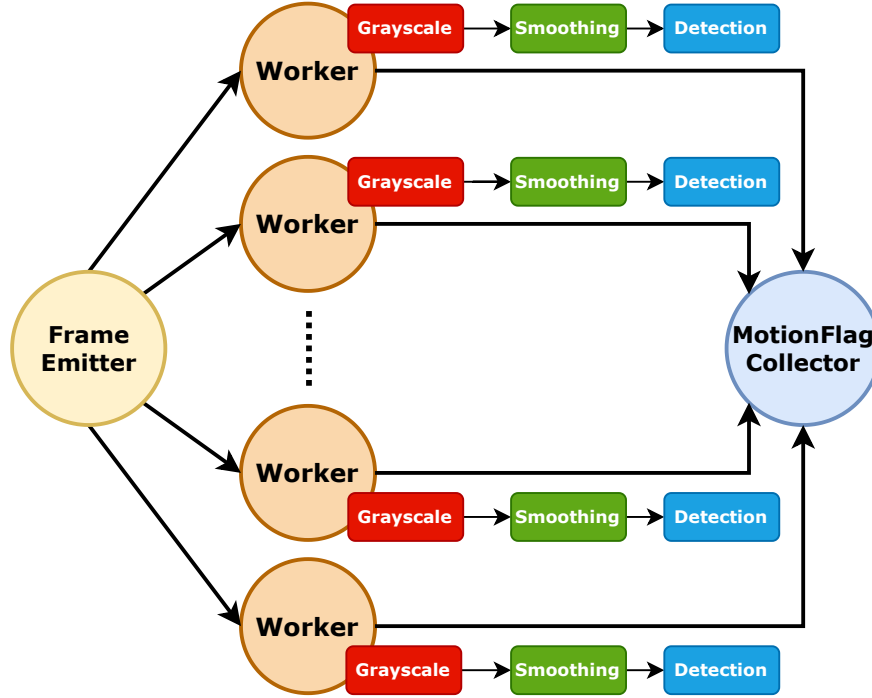 Grayscale
Smoothing
Detection
Worker
Grayscale
Smoothing
Detection
Worker
Frame
Emitter
MotionFlag
Collector
Worker
Grayscale
Smoothing
Detection
Worker
Grayscale
Smoothing
Detection